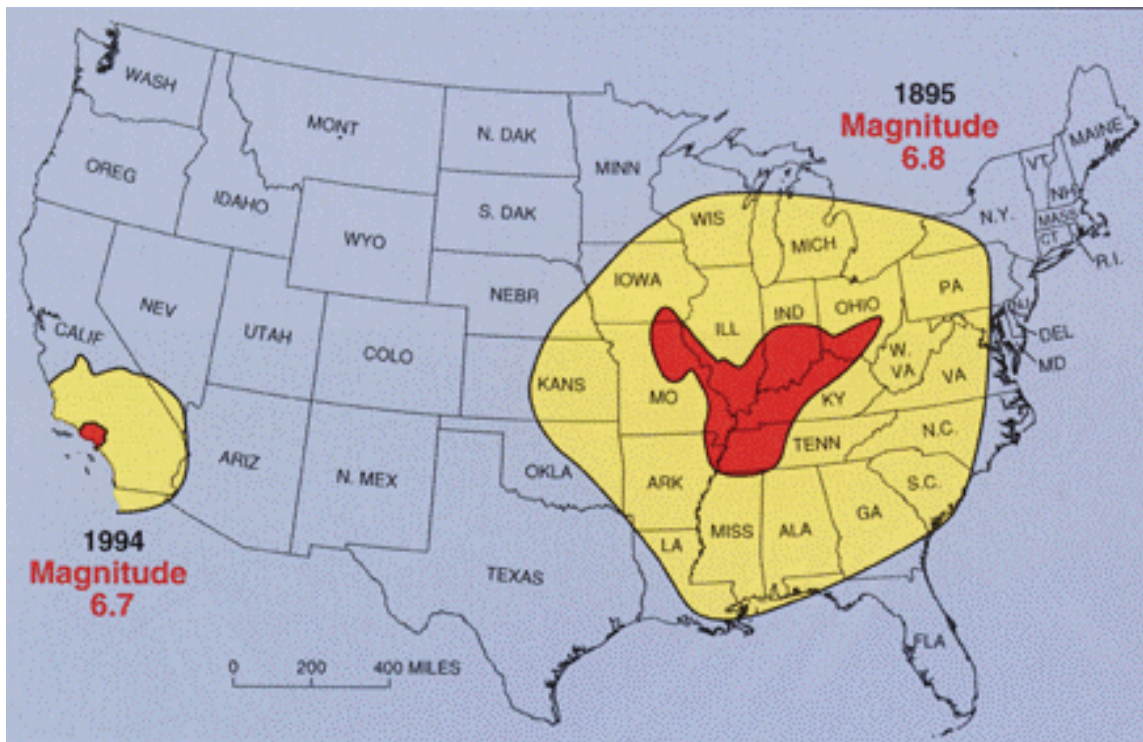 WASH
MONT
N. DAK
MINN
OREG
IDAHO
S. DAK
WYO
NEBR
NEV
UTAH
COLO
CALIF
ARIZ
N. MEX
KANS
OKLA
TEXAS
1895
Magnitude
6.8
MAINE
VT
NH
N.Y.
MASS
CT
R.I.
WIS
MICH
IOWA
PA
ILL
IND
OHIO
NJ
DEL
MD
W.
VA
VA
MO
KY
TENN
N.C.
ARK
S.C.
MISS
ALA
GA
LA
FLA
1994
Magnitude
6.7
0 200 400 MILES